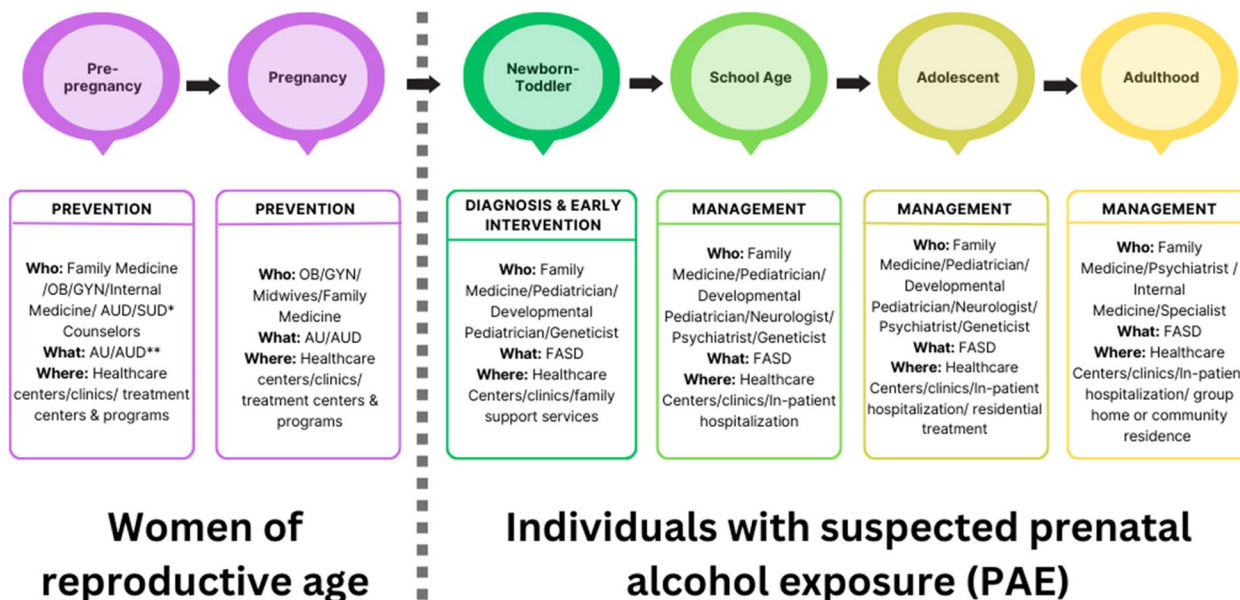 Pre-
pregnancy
Pregnancy
Newborn-
Toddler
School Age
Adolescent
Adulthood
PREVENTION
Who: Family Medicine
/OB/GYN/Internal
Medicine/ AUD/SUD*
Counselors
What: AU/AUD**
Where: Healthcare
centers/clinics/ treatment
centers & programs
PREVENTION
Who: OB/GYN/
Midwives/Family
Medicine
What: AU/AUD
Where: Healthcare
centers/clinics/
treatment centers &
programs
DIAGNOSIS & EARLY
INTERVENTION
Who: Family
Medicine/Pediatrician/
Developmental
Pediatrician/Geneticist
What: FASD
Where: Healthcare
Centers/clinics/family
support services
MANAGEMENT
Who: Family
Medicine/Pediatrician/
Developmental
Pediatrician/Neurologist/
Psychiatrist/Geneticist
What: FASD
Where: Healthcare
Centers/clinics/In-patient
hospitalization
MANAGEMENT
Who: Family
Medicine/Pediatrician/
Developmental
Pediatrician/Neurologist/
Psychiatrist/Geneticist
What: FASD
Where: Healthcare
Centers/clinics/In-patient
hospitalization/ residential
treatment
MANAGEMENT
Who: Family
Medicine/Psychiatrist /
Internal
Medicine/Specialist
What: FASD
Where: Healthcare
Centers/clinics/In-patient
hospitalization/ group
home or community
residence
Women of
reproductive age
Individuals with suspected prenatal
alcohol exposure (PAE)